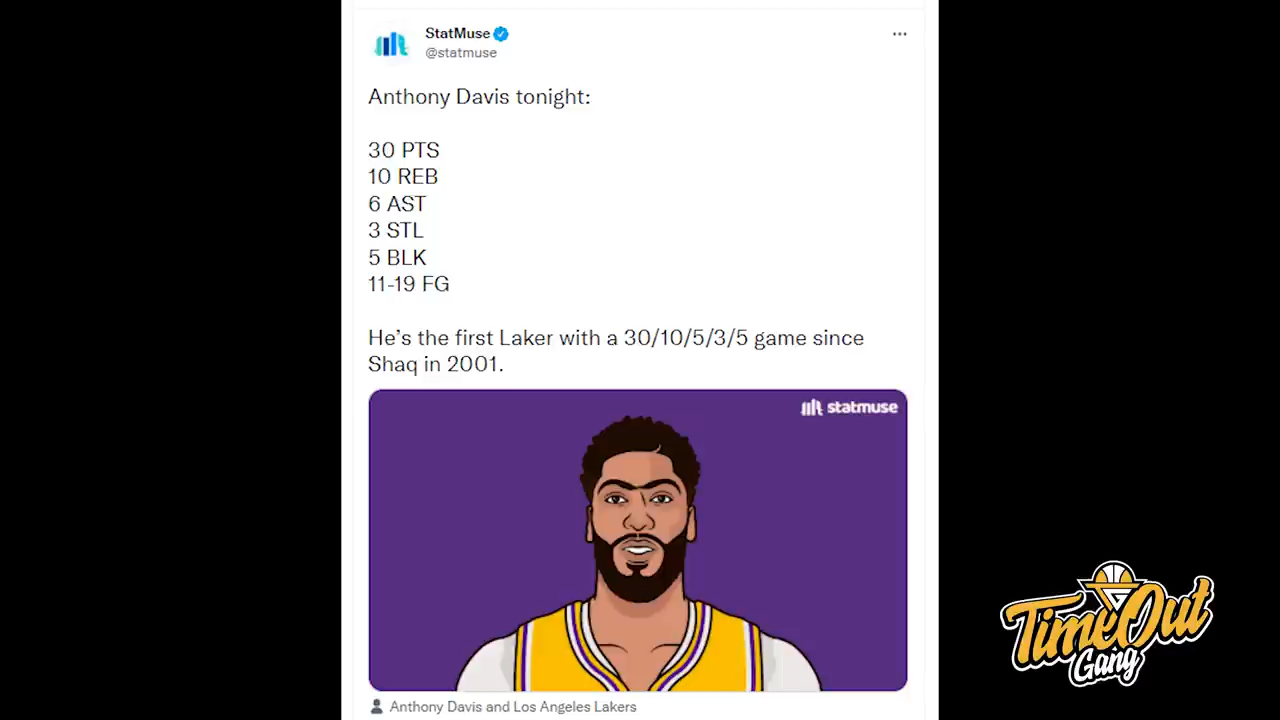 StatMuse
@statmuse
Anthony Davis tonight:
30 PTS
10 REB
6 AST
3 STL
5 BLK
11-19 FG
He's the first Laker with a 30/10/5/3/5 game since
Shaq in 2001.
statmuse
Anthony Davis and Los Angeles Lakers
TimeOut
Gang